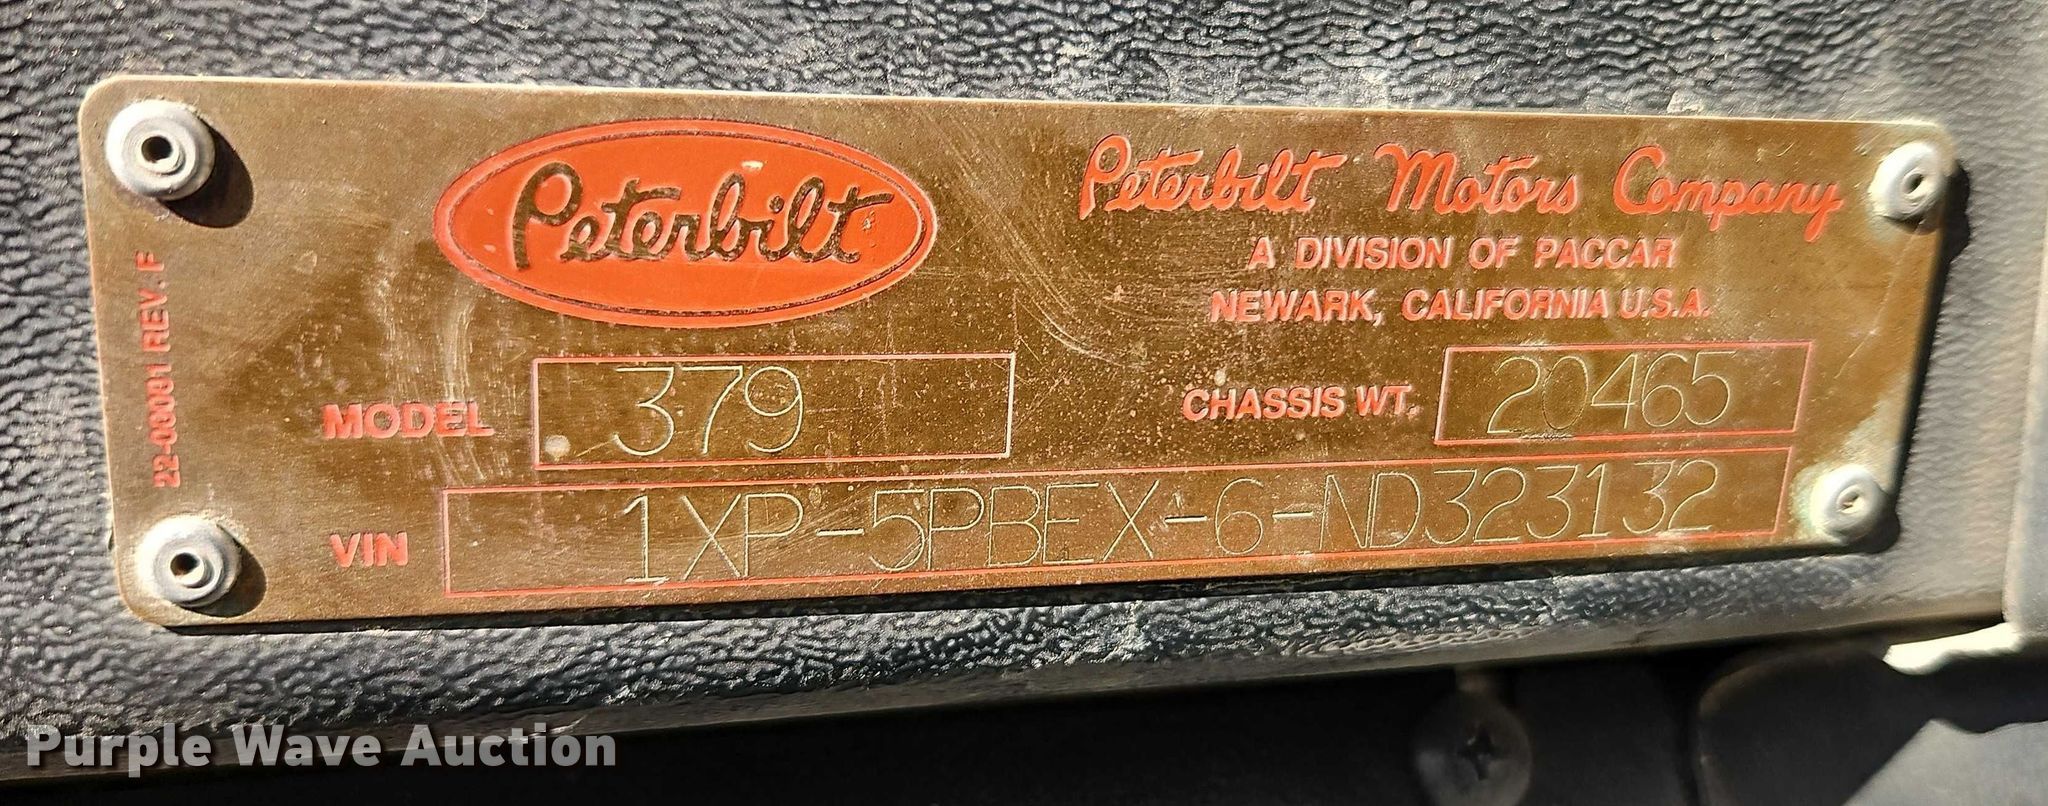 Peterbilt
Peterbilt Motors Company
A DIVISION OF PACCAR
NEWARK, CALIFORNIA U.S.A.
22-00081 REV. F
MODEL 379
CHASSIS WT. 20465
VIN 1XP-5PBEX-6-ND323132
Purple Wave Auction